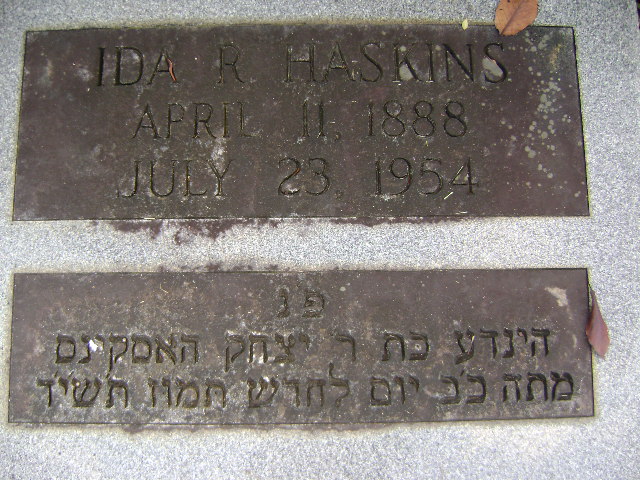 IDA R HASKINS
APRIL 11, 1888
JULY 23, 1954
פ נ
הינדע בת ר' יצחק האסקינס
מתה כ'ב יום לחדש תמוז תשי'ד